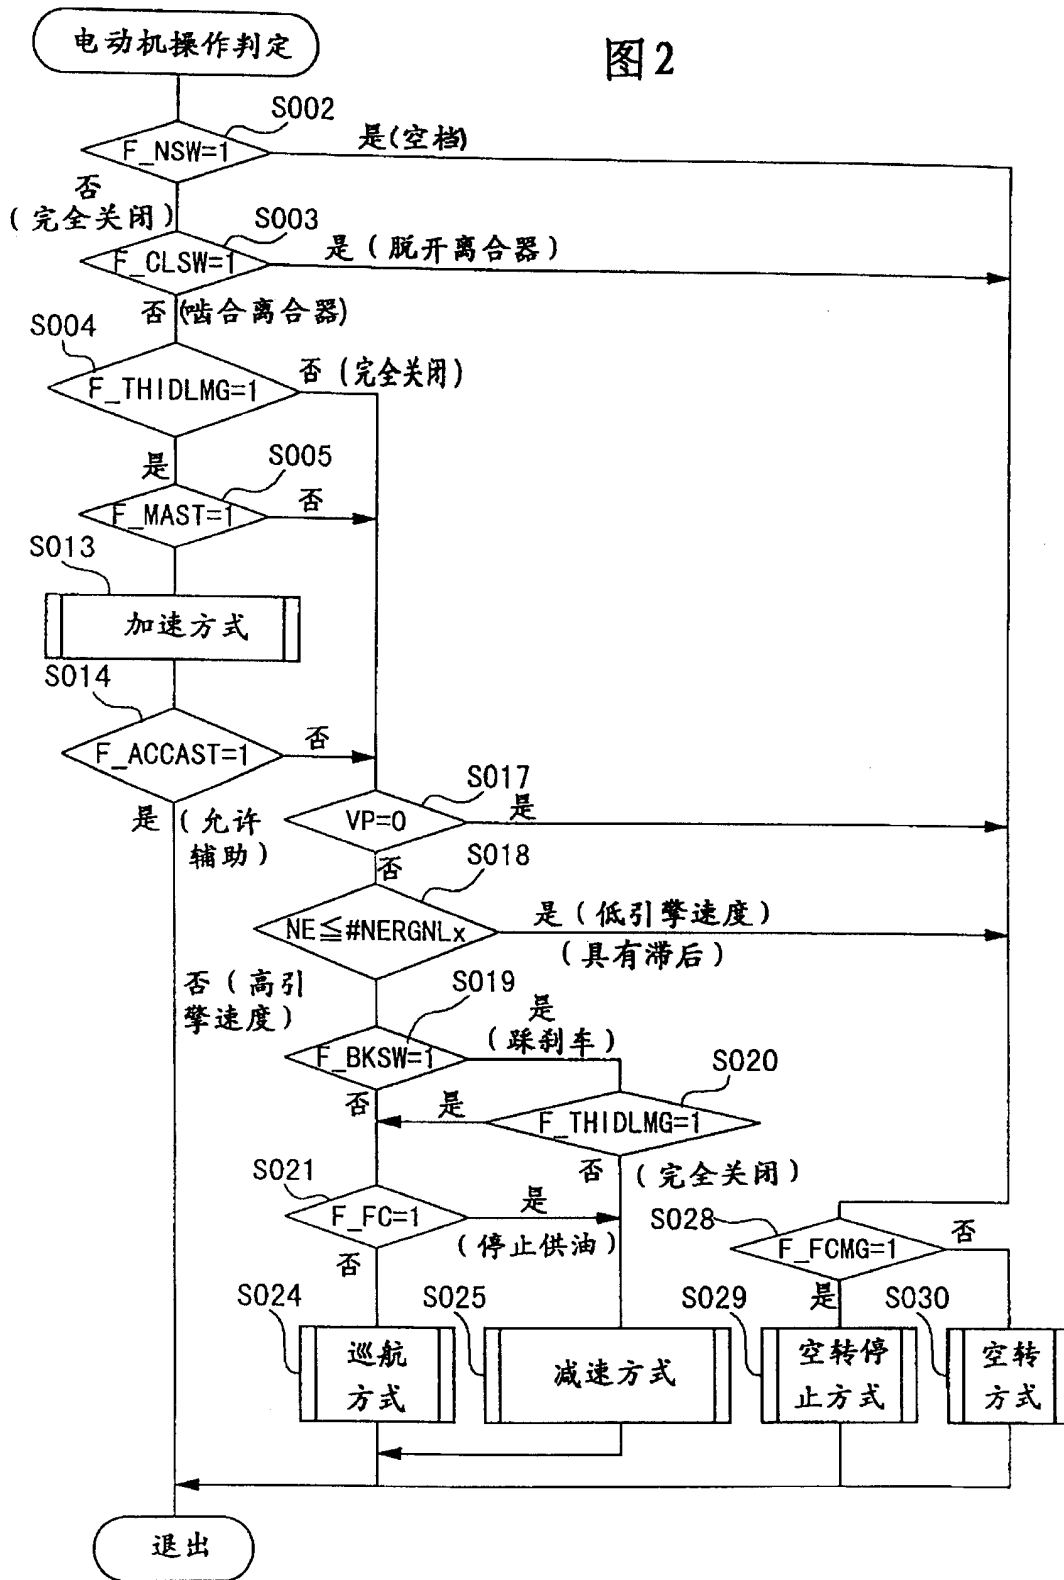 电动机操作判定
图2
S002
F_NSW=1
是(空档)
否
(完全关闭)
S003
F_CLSW=1
是(脱开离合器)
否(啮合离合器)
S004
F_THIDLMG=1
否(完全关闭)
是
S005
F_MAST=1
否
S013
加速方式
S014
F_ACCAST=1
否
是(允许
辅助)
S017
VP=0
是
否
S018
NE≦#NERGNLx
是(低引擎速度)
(具有滞后)
否(高引
擎速度)
S019
F_BKSW=1
是
(踩刹车)
S020
F_THIDLMG=1
是
否
否
(完全关闭)
S021
F_FC=1
是
(停止供油)
否
S028
F_FCMG=1
否
是
S024
巡航
方式
S025
减速方式
S029
空转停
止方式
S030
空转
方式
退出